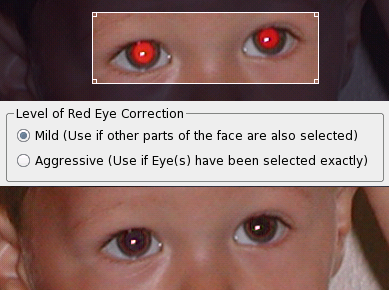 Level of Red Eye Correction
Mild (Use if other parts of the face are also selected)
Aggressive (Use if Eye(s) have been selected exactly)